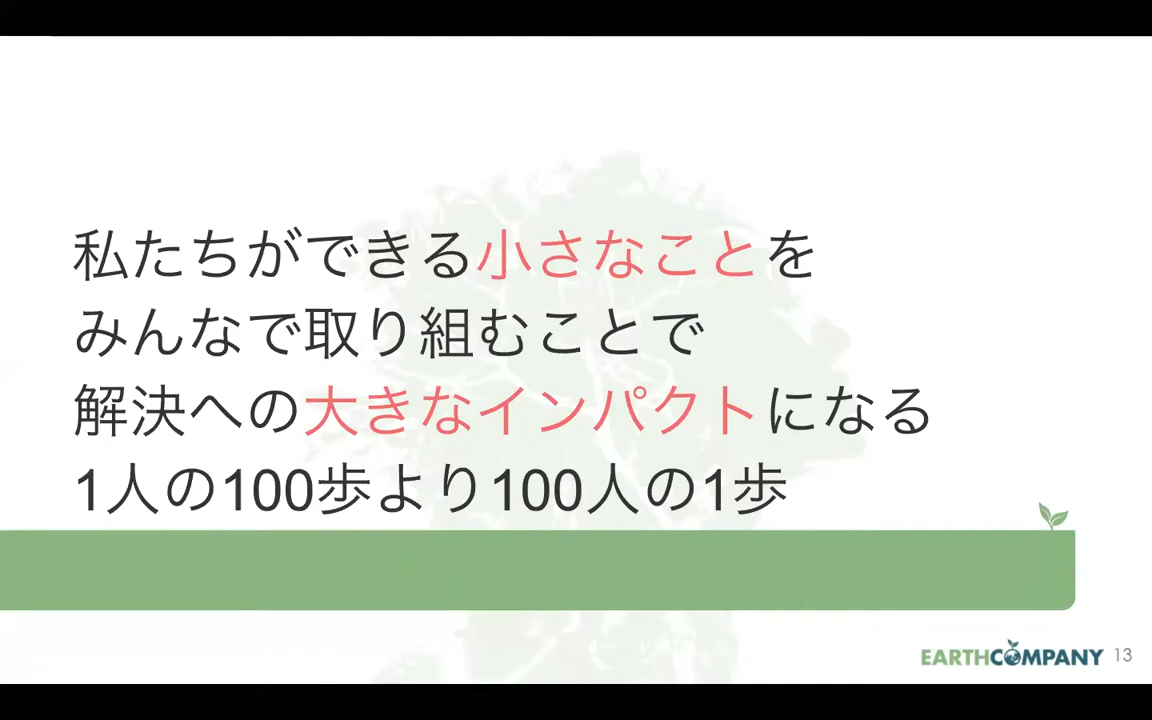 私たちができる小さなことを
みんなで取り組むことで
解決への大きなインパクトになる
1人の100歩より100人の1歩
EARTHCOMPANY 13